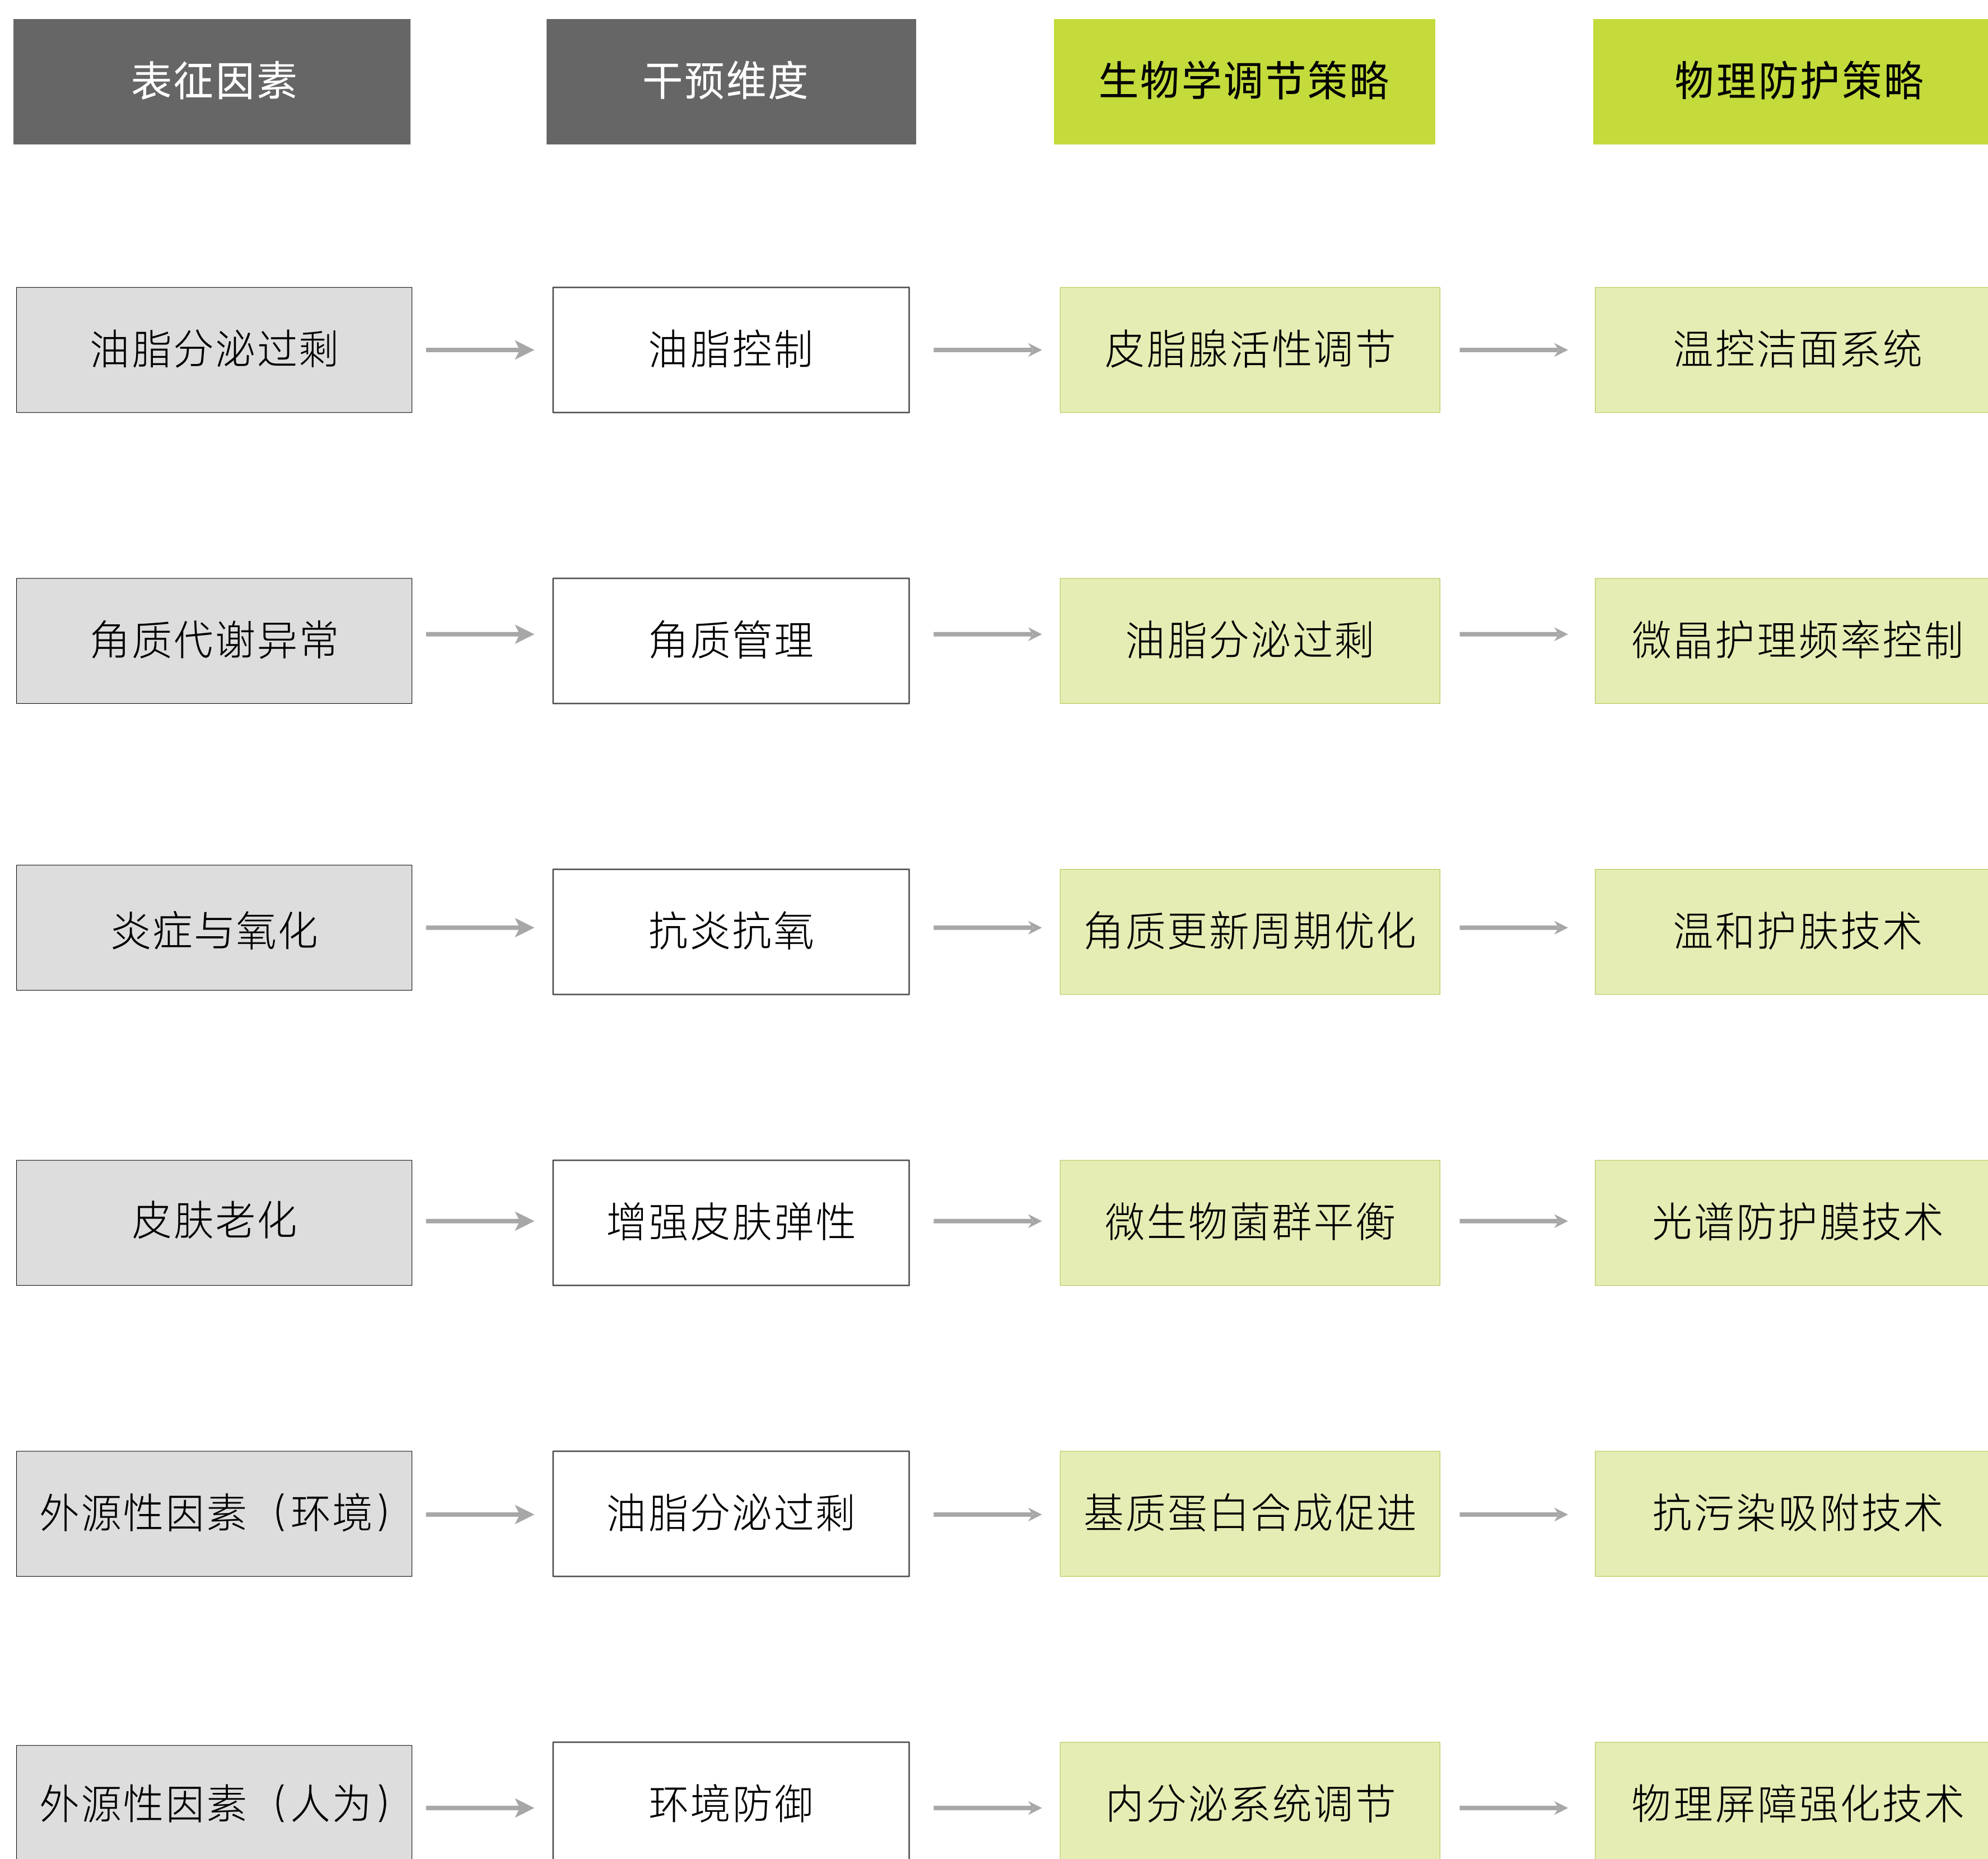 表征因素
干预维度
生物学调节策略
物理防护策略
油脂分泌过剩
油脂控制
皮脂腺活性调节
温控洁面系统
角质代谢异常
角质管理
油脂分泌过剩
微晶护理频率控制
炎症与氧化
抗炎抗氧
角质更新周期优化
温和护肤技术
皮肤老化
增强皮肤弹性
微生物菌群平衡
光谱防护膜技术
外源性因素（环境）
油脂分泌过剩
基质蛋白合成促进
抗污染吸附技术
外源性因素（人为）
环境防御
内分泌系统调节
物理屏障强化技术